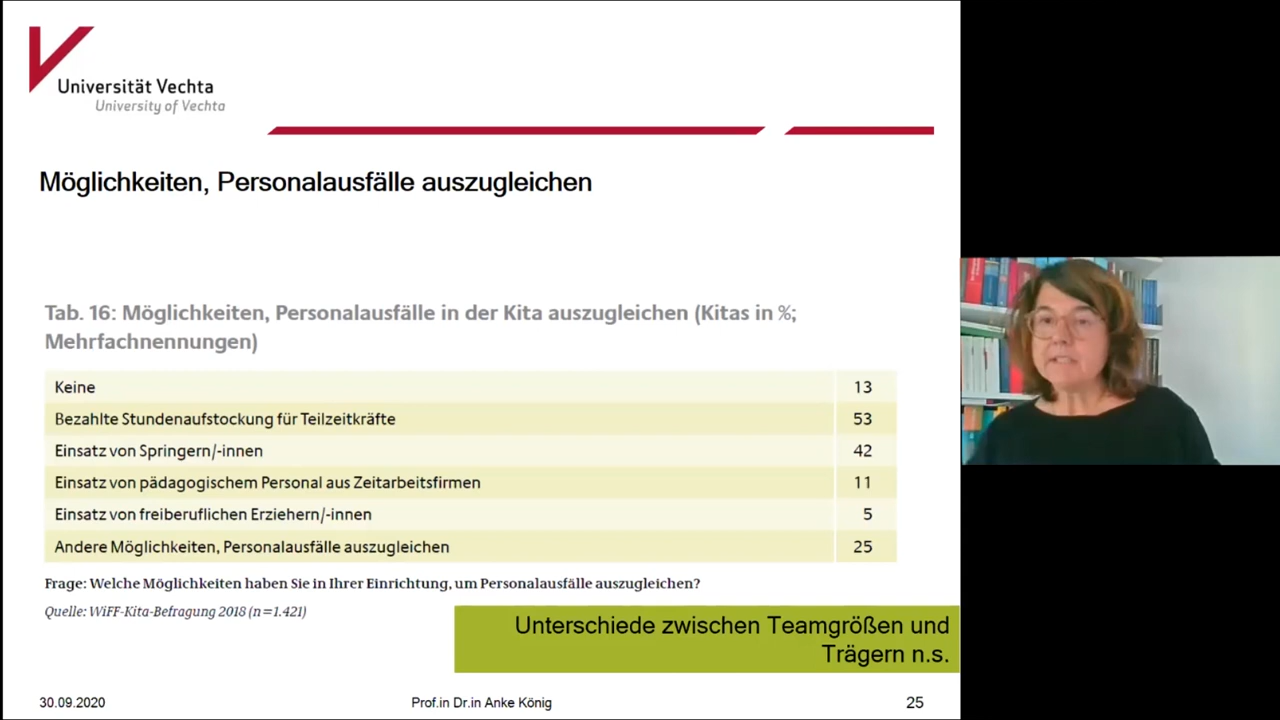 Universität Vechta
University of Vechta
Möglichkeiten, Personalausfälle auszugleichen
Tab. 16: Möglichkeiten, Personalausfälle in der Kita auszugleichen (Kitas in %;
Mehrfachnennungen)
Keine 13
Bezahlte Stundenaufstockung für Teilzeitkräfte 53
Einsatz von Springern/-innen 42
Einsatz von pädagogischem Personal aus Zeitarbeitsfirmen 11
Einsatz von freiberuflichen Erziehern/-innen 5
Andere Möglichkeiten, Personalausfälle auszugleichen 25
Frage: Welche Möglichkeiten haben Sie in Ihrer Einrichtung, um Personalausfälle auszugleichen?
Quelle: WiFF-Kita-Befragung 2018 (n=1.421)
Unterschiede zwischen Teamgrößen und
Trägern n.s.
30.09.2020 Prof.in Dr.in Anke König 25